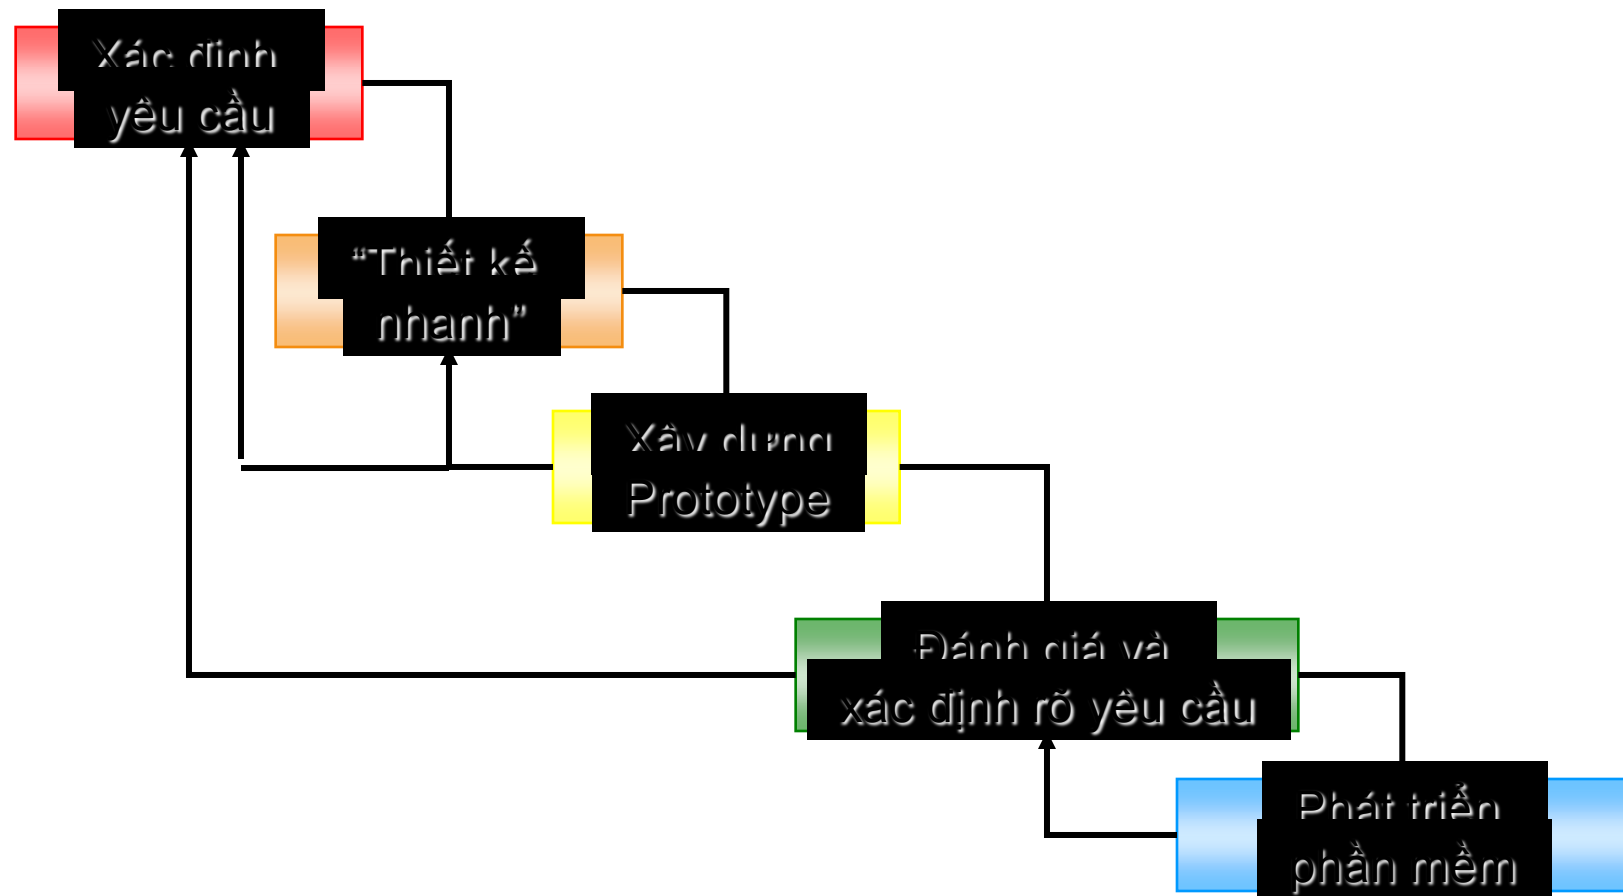 Xác định
yêu cầu
“Thiết kế
nhanh”
Xây dựng
Prototype
Đánh giá và
xác định rõ yêu cầu
Phát triển
phần mềm